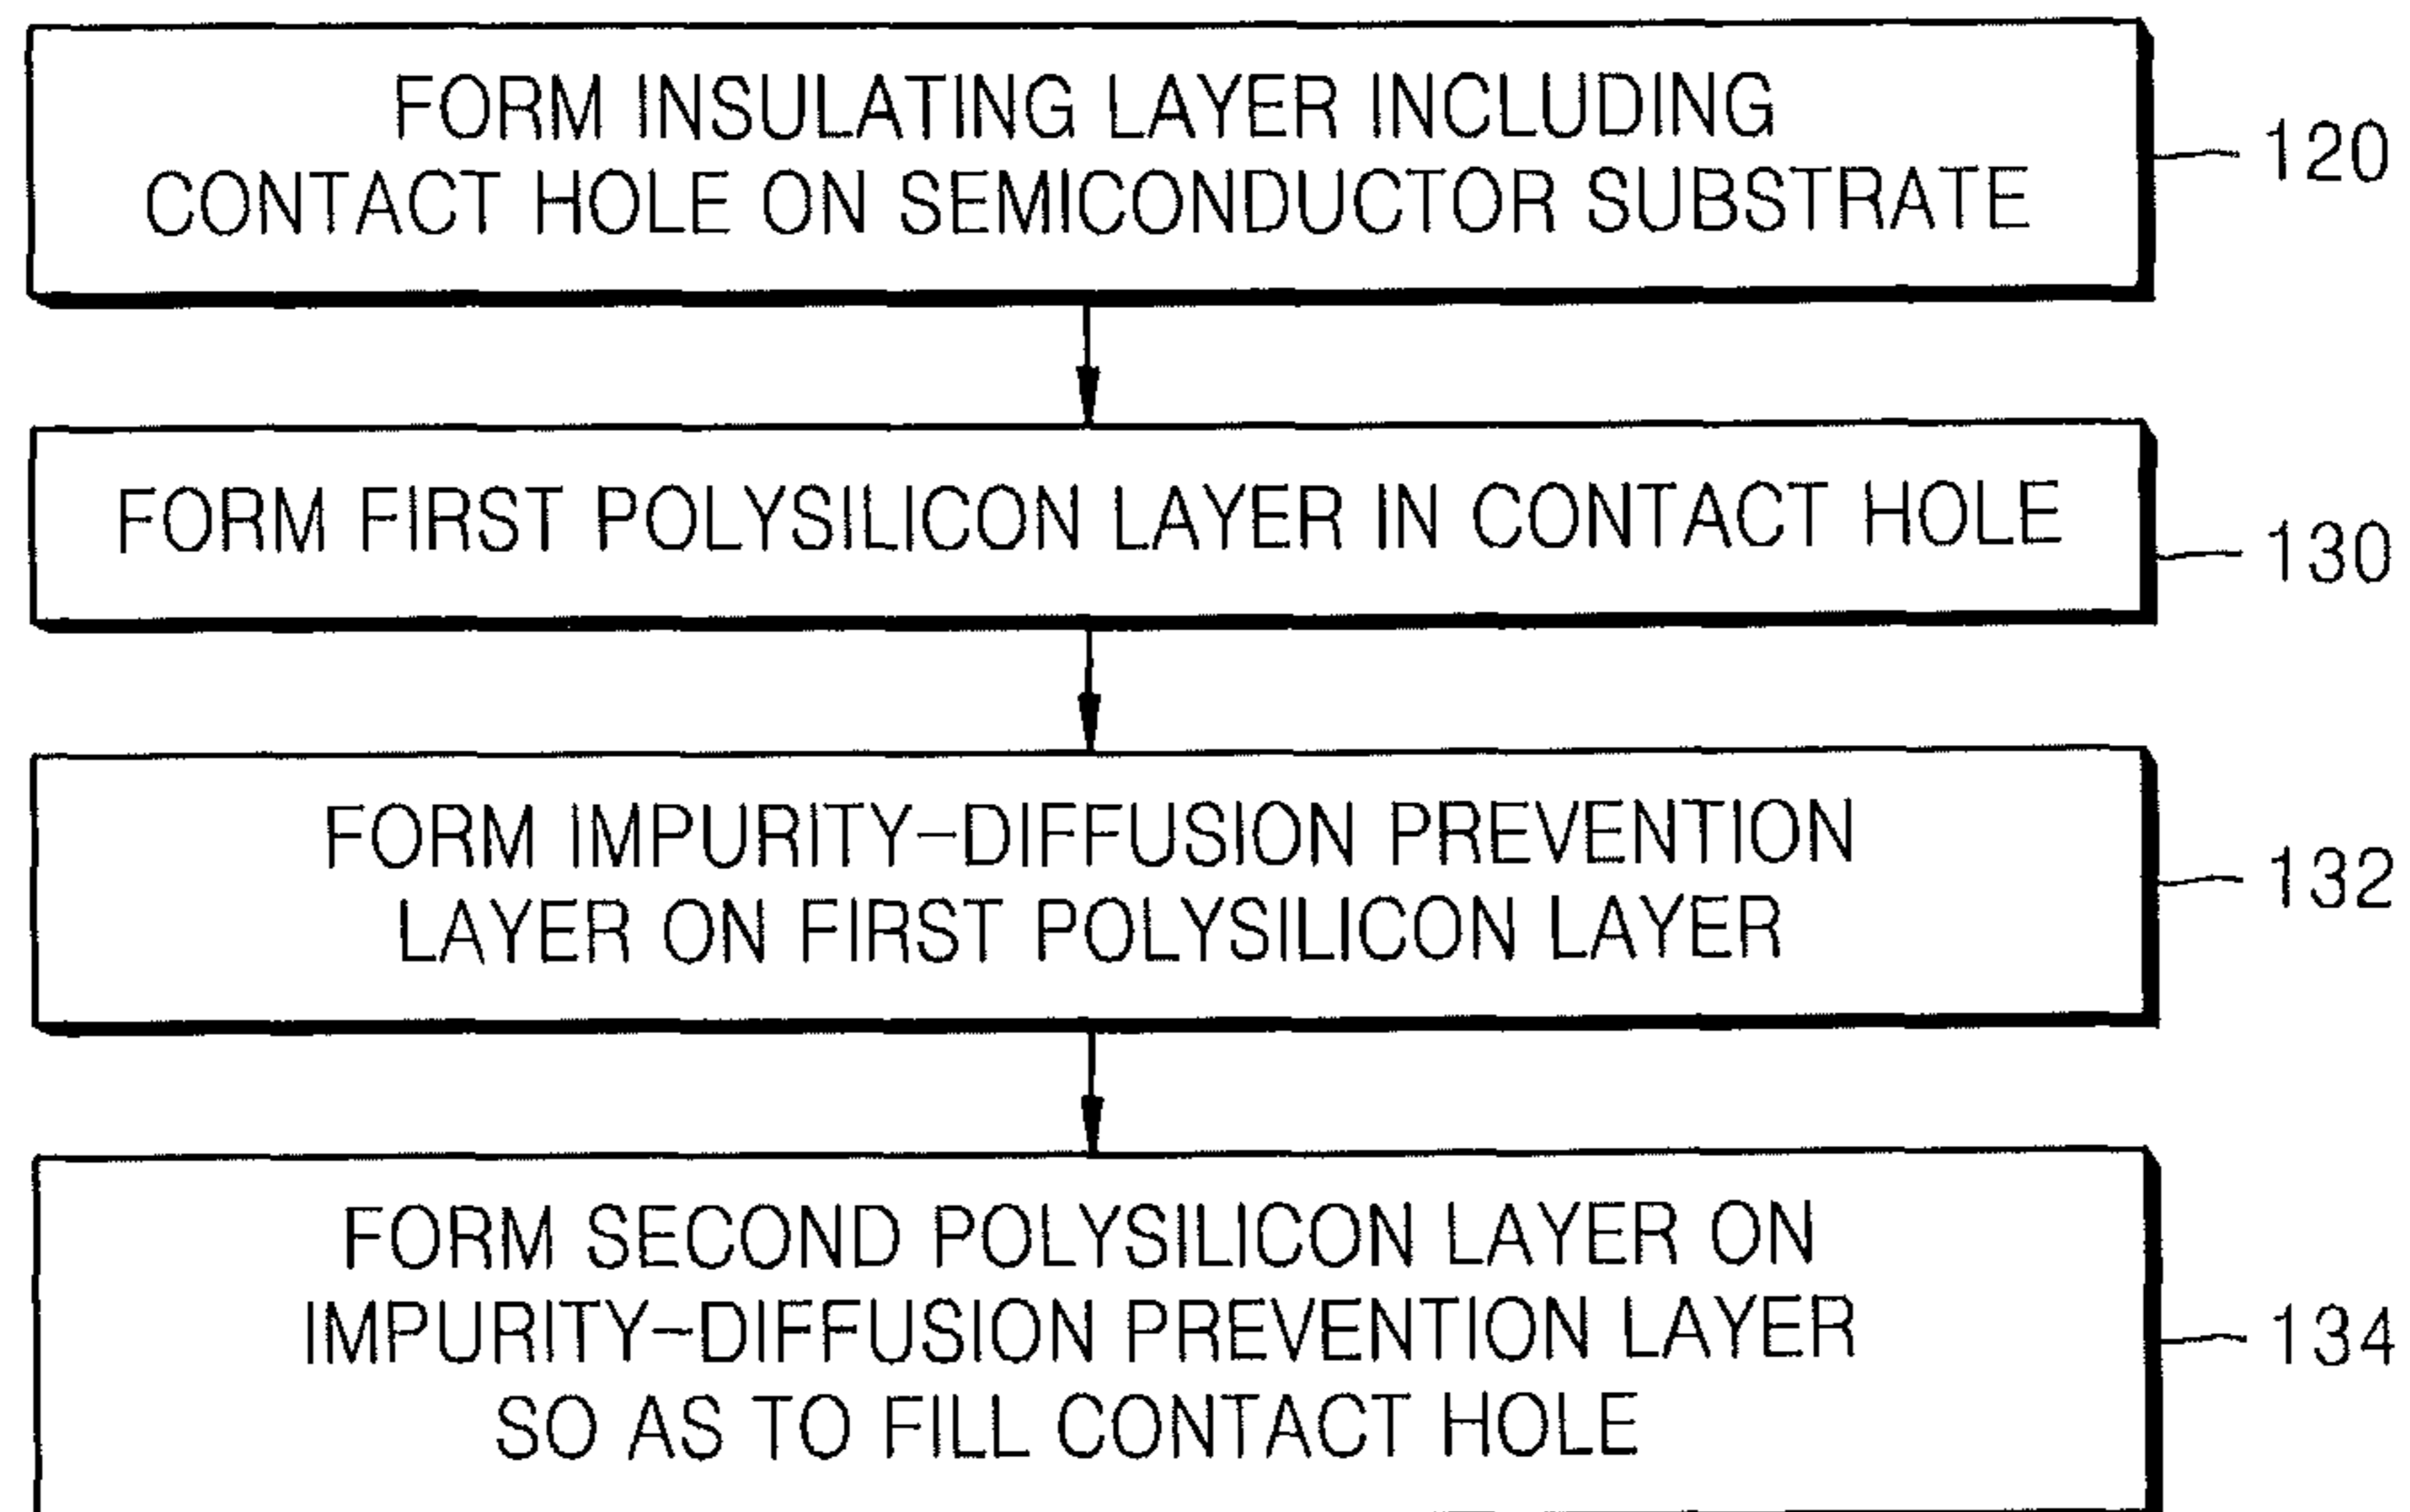 FORM INSULATING LAYER INCLUDING
CONTACT HOLE ON SEMICONDUCTOR SUBSTRATE
120
FORM FIRST POLYSILICON LAYER IN CONTACT HOLE
130
FORM IMPURITY-DIFFUSION PREVENTION
LAYER ON FIRST POLYSILICON LAYER
132
FORM SECOND POLYSILICON LAYER ON
IMPURITY-DIFFUSION PREVENTION LAYER
SO AS TO FILL CONTACT HOLE
134